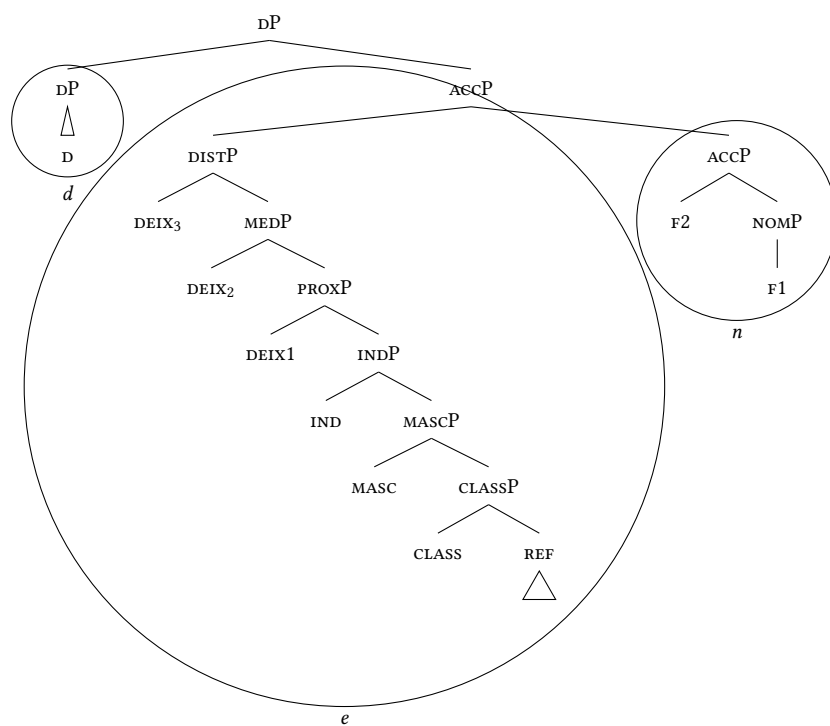 DP
DP ACCP
D DISTP ACCP
d DEIX₃ MEDP F2 NOMP
DEIX₂ PROXP F1
DEIX1 INDP n
IND MASCP
MASC CLASSP
CLASS REF
e